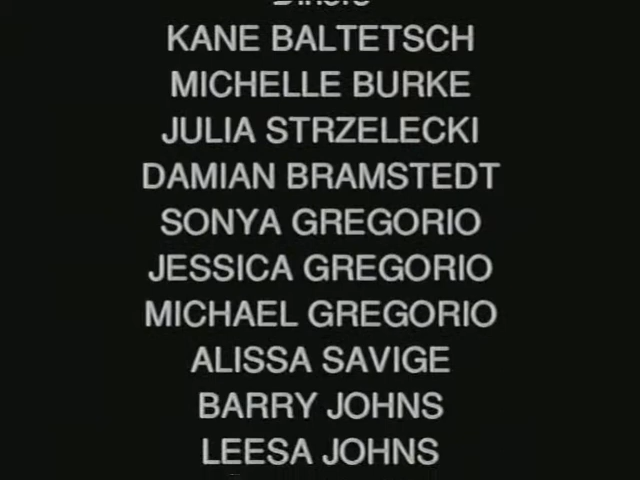 Diners
KANE BALTETSCH
MICHELLE BURKE
JULIA STRZELECKI
DAMIAN BRAMSTEDT
SONYA GREGORIO
JESSICA GREGORIO
MICHAEL GREGORIO
ALISSA SAVIGE
BARRY JOHNS
LEESA JOHNS